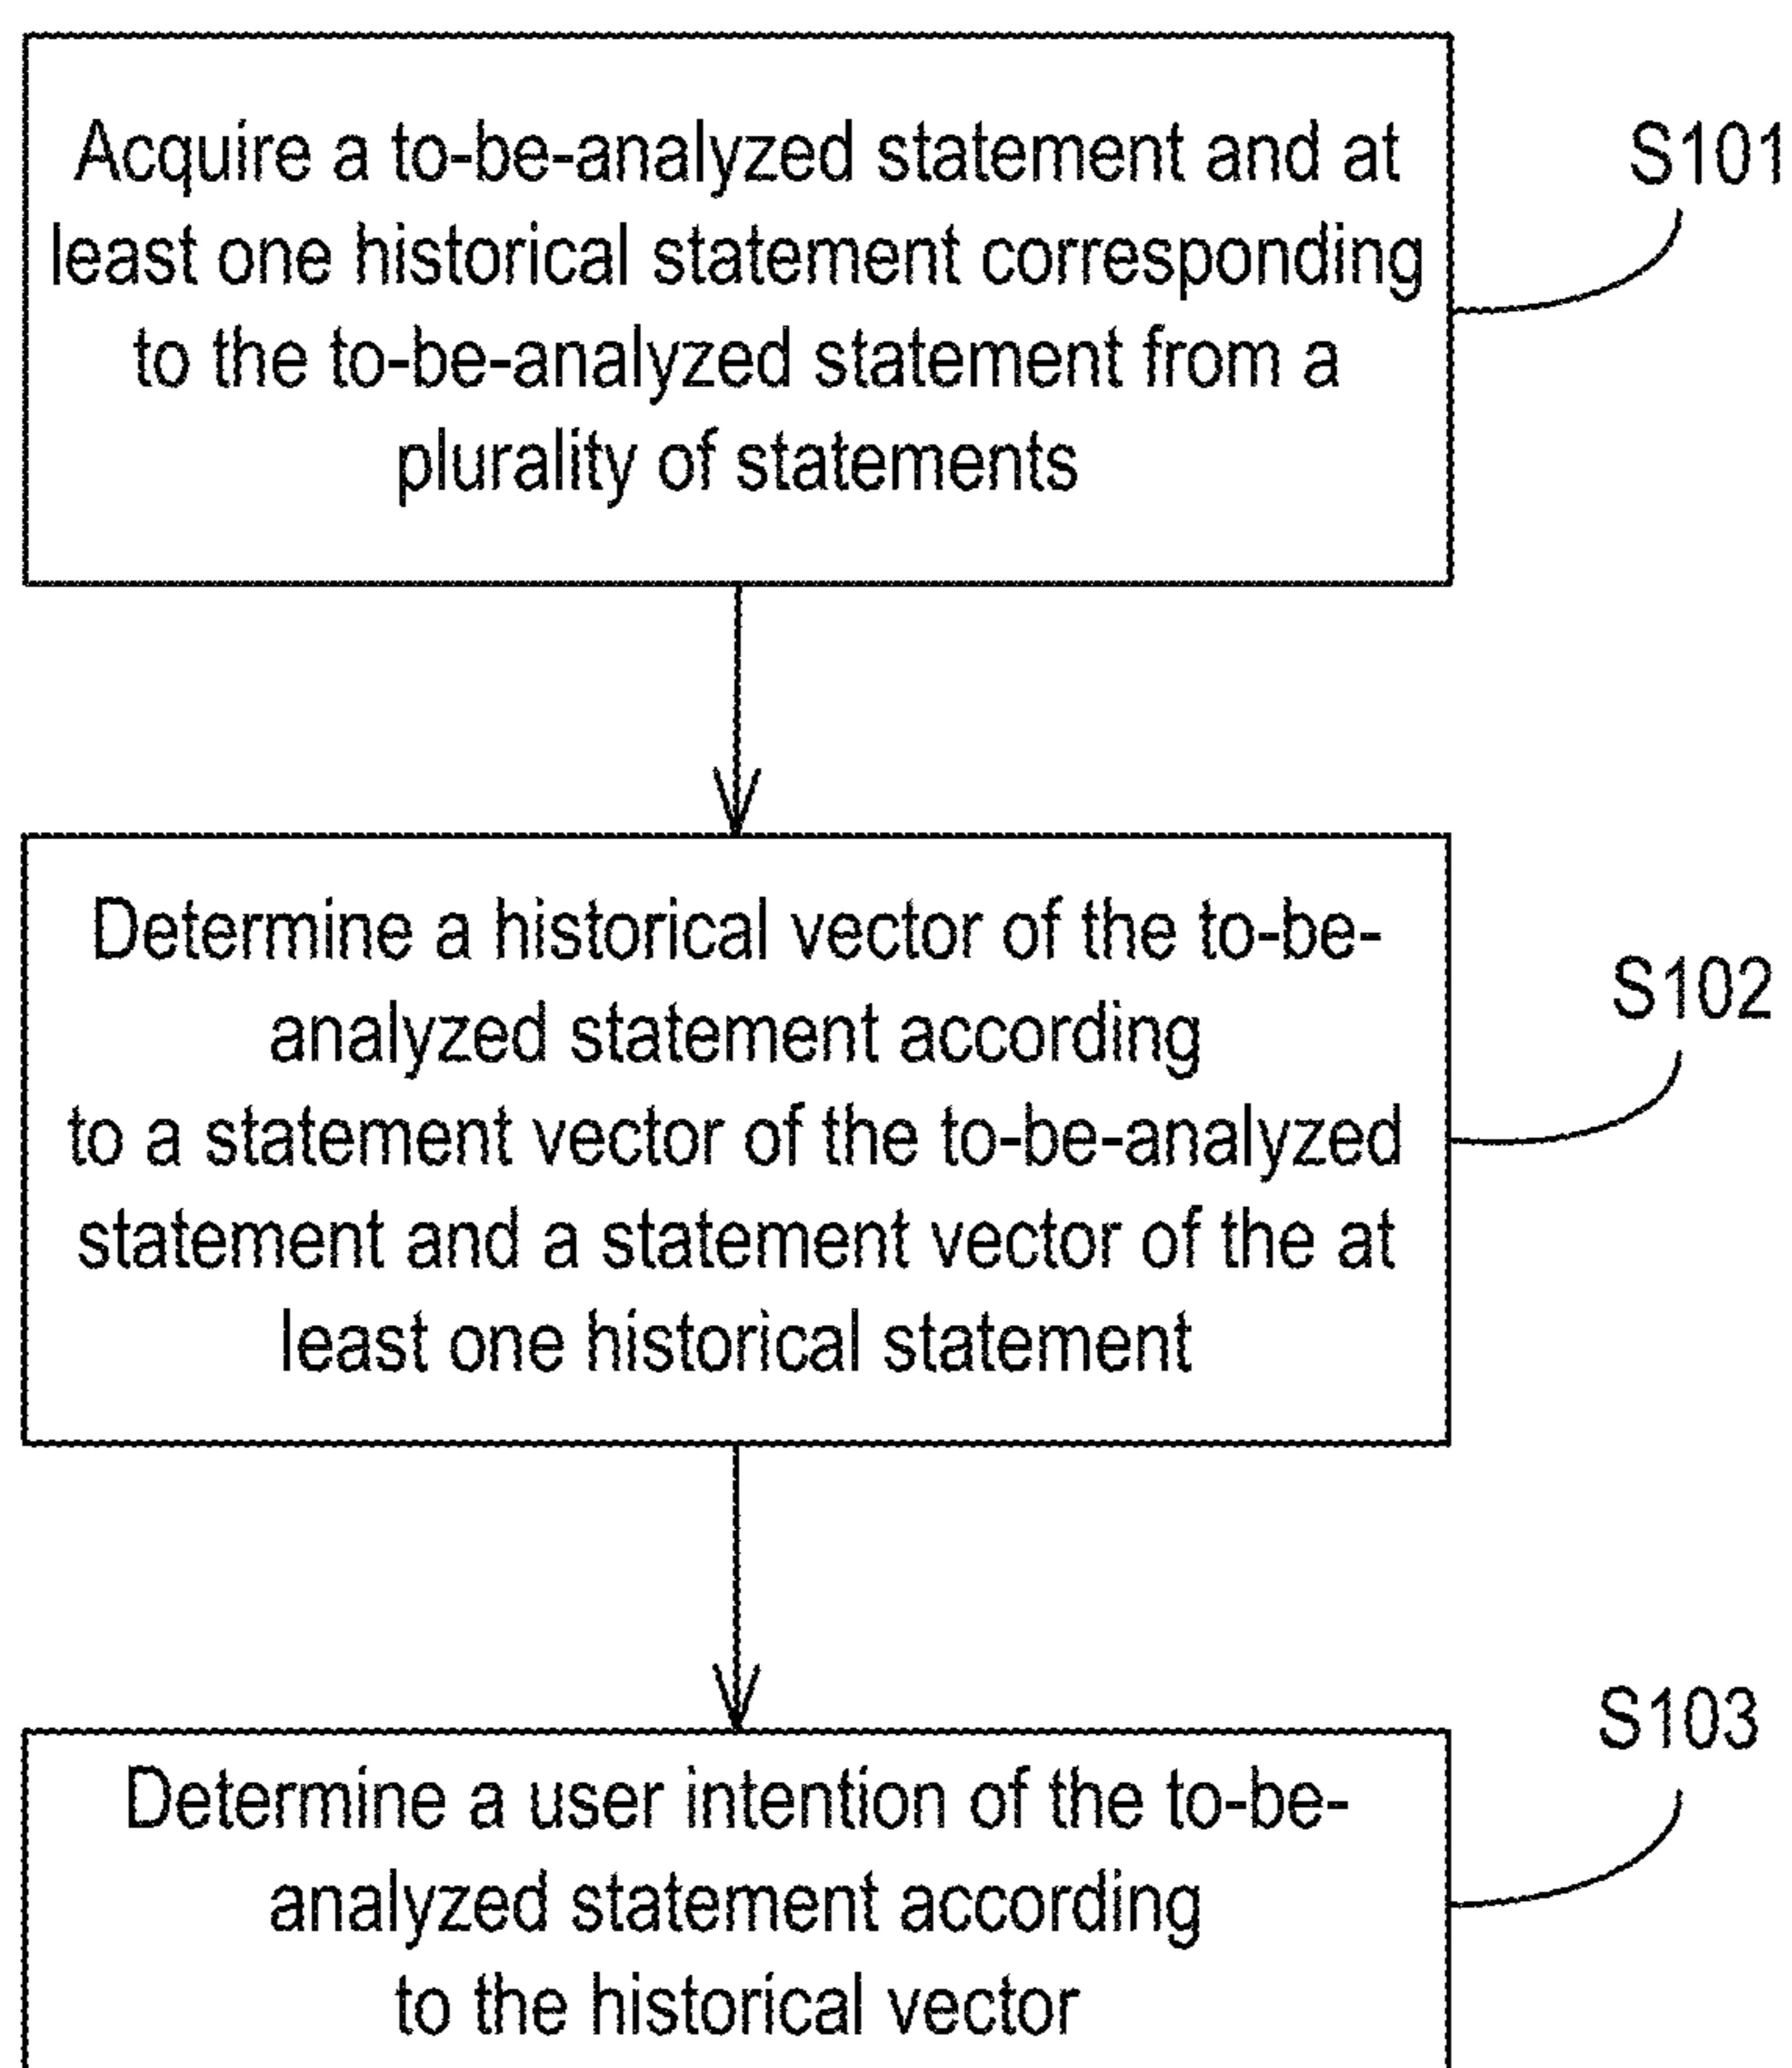 Acquire a to-be-analyzed statement and at
least one historical statement corresponding
to the to-be-analyzed statement from a
plurality of statements
S101
Determine a historical vector of the to-be-
analyzed statement according
to a statement vector of the to-be-analyzed
statement and a statement vector of the at
least one historical statement
S102
Determine a user intention of the to-be-
analyzed statement according
to the historical vector
S103